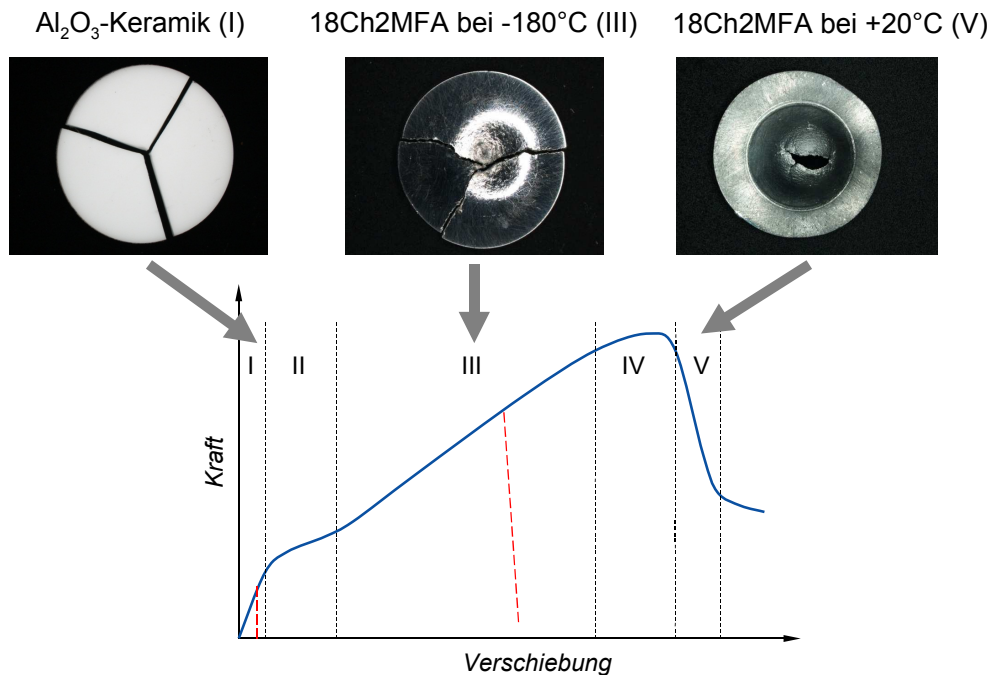 Al₂O₃-Keramik (I)
18Ch2MFA bei -180°C (III)
18Ch2MFA bei +20°C (V)
I
II
III
IV
V
Kraft
Verschiebung